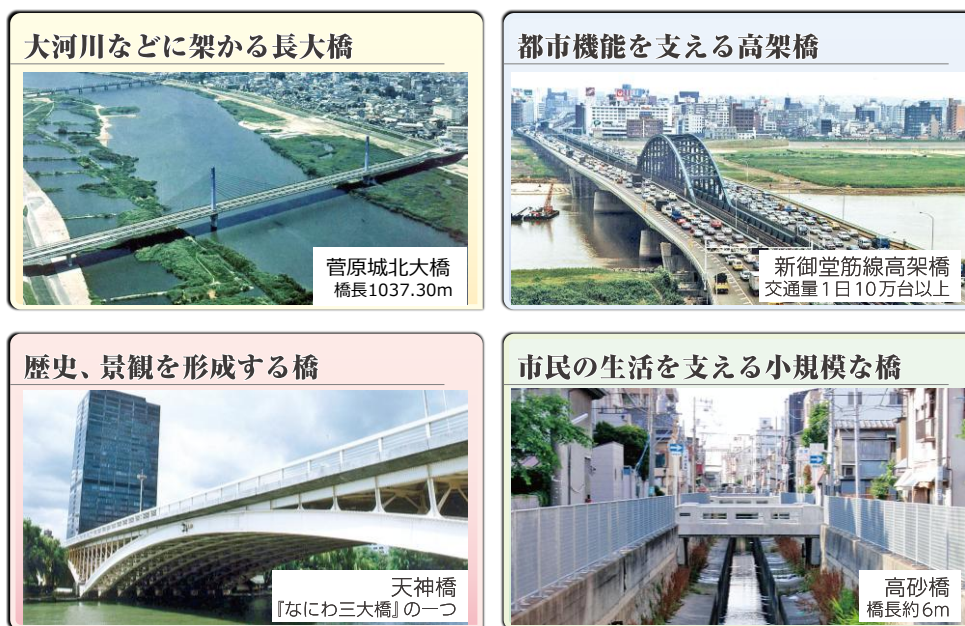 大河川などに架かる長大橋
菅原城北大橋
橋長1037.30m
都市機能を支える高架橋
新御堂筋線高架橋
交通量1日10万台以上
歴史、景観を形成する橋
天神橋
『なにわ三大橋』の一つ
市民の生活を支える小規模な橋
高砂橋
橋長約6m